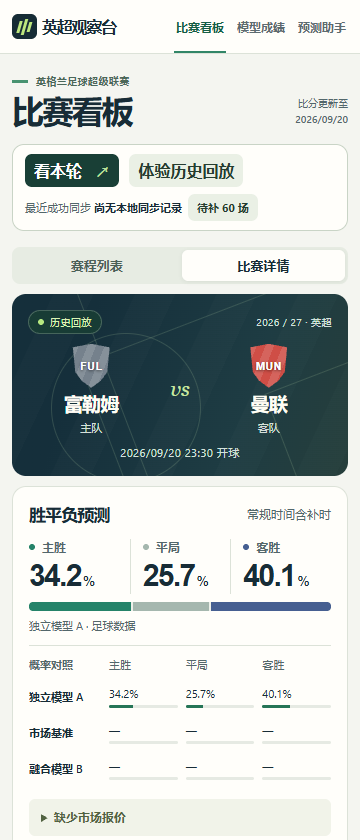 英超观察台
比赛看板 模型成绩 预测助手
英格兰足球超级联赛
比赛看板
比分更新至
2026/09/20
看本轮 ↗
体验历史回放
最近成功同步 尚无本地同步记录 待补 60 场
赛程列表 比赛详情
历史回放 2026 / 27 · 英超
FUL MUN
VS
富勒姆 曼联
主队 客队
2026/09/20 23:30 开球
胜平负预测 常规时间含补时
主胜 平局 客胜
34.2% 25.7% 40.1%
独立模型 A · 足球数据
概率对照 主胜 平局 客胜
独立模型 A 34.2% 25.7% 40.1%
市场基准 — — —
融合模型 B — — —
▶ 缺少市场报价